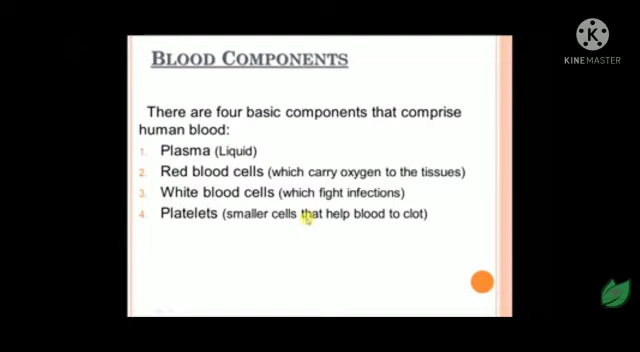 BLOOD COMPONENTS
There are four basic components that comprise
human blood:
1. Plasma (Liquid)
2. Red blood cells (which carry oxygen to the tissues)
3. White blood cells (which fight infections)
4. Platelets (smaller cells that help blood to clot)
K
KINEMASTER